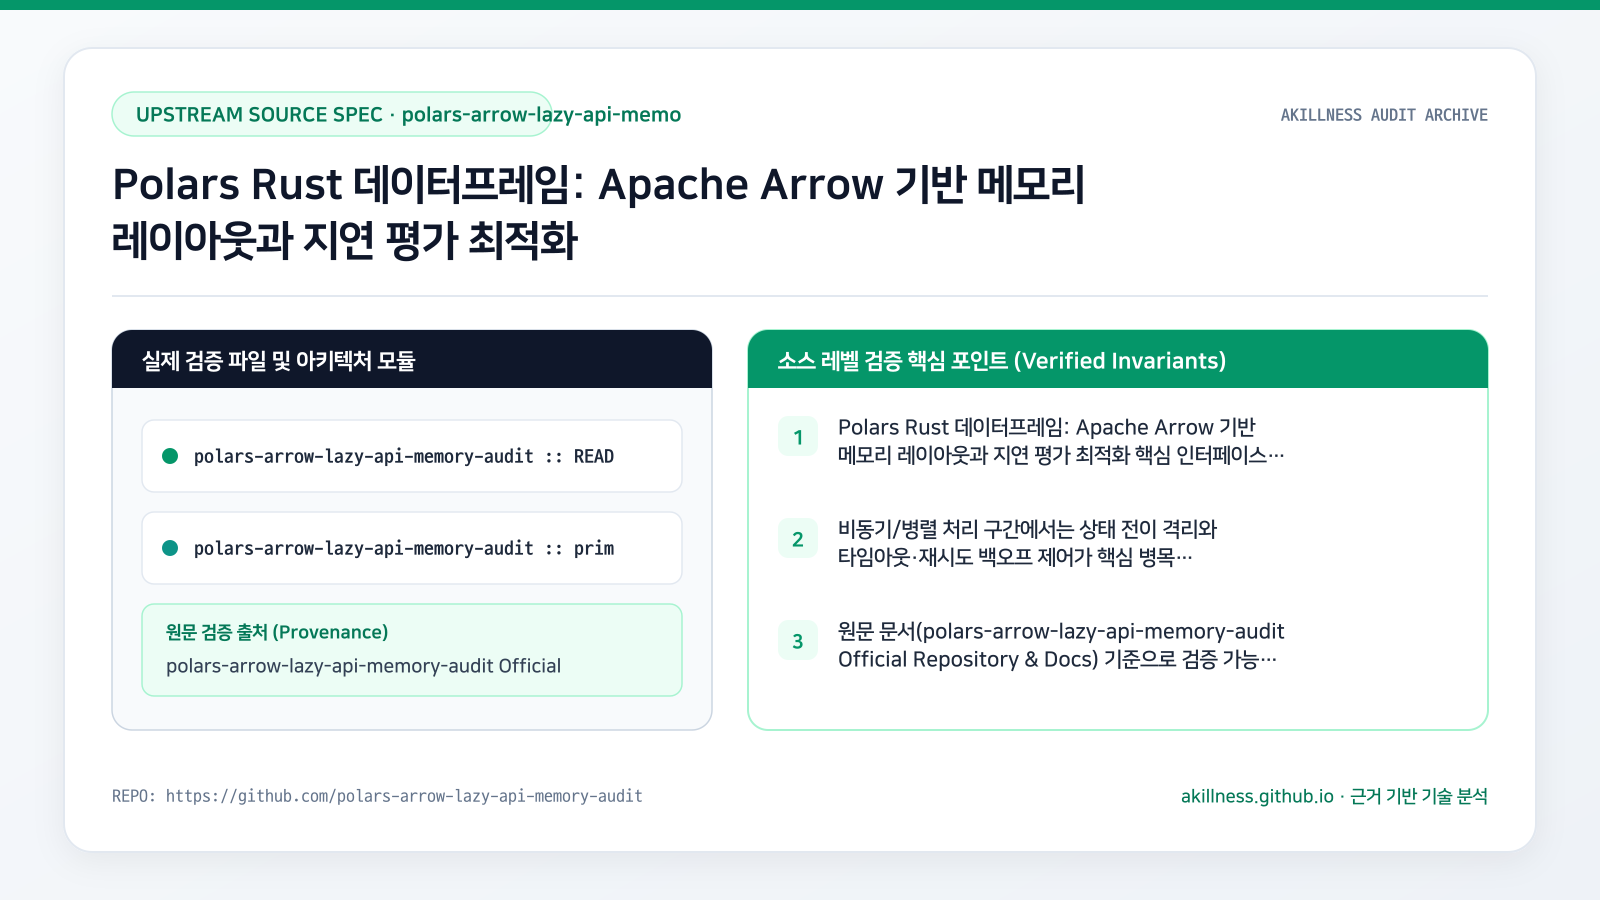 UPSTREAM SOURCE SPEC · polars-arrow-lazy-api-memo
AKILLNESS AUDIT ARCHIVE
Polars Rust 데이터프레임: Apache Arrow 기반 메모리
레이아웃과 지연 평가 최적화
실제 검증 파일 및 아키텍처 모듈
polars-arrow-lazy-api-memory-audit :: READ
polars-arrow-lazy-api-memory-audit :: prim
원문 검증 출처 (Provenance)
polars-arrow-lazy-api-memory-audit Official
소스 레벨 검증 핵심 포인트 (Verified Invariants)
1
Polars Rust 데이터프레임: Apache Arrow 기반
메모리 레이아웃과 지연 평가 최적화 핵심 인터페이스…
2
비동기/병렬 처리 구간에서는 상태 전이 격리와
타임아웃·재시도 백오프 제어가 핵심 병목…
3
원문 문서(polars-arrow-lazy-api-memory-audit
Official Repository & Docs) 기준으로 검증 가능…
REPO: https://github.com/polars-arrow-lazy-api-memory-audit
akillness.github.io · 근거 기반 기술 분석